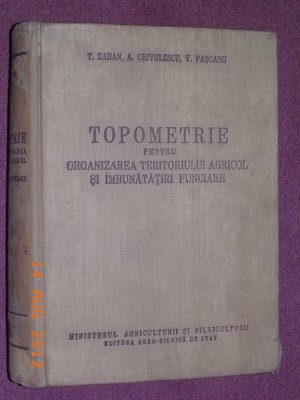 T. ZAHAN, A. CHIVULESCU, V. PAȘCANU
TOPOMETRIE
PENTRU
ORGANIZAREA TERITORIULUI AGRICOL
ȘI ÎMBUNĂTĂȚIRI FUNCIARE
MINISTERUL AGRICULTURII ȘI SILVICULTURII
EDITURA AGRO-SILVICĂ DE STAT
14 AUG 2012